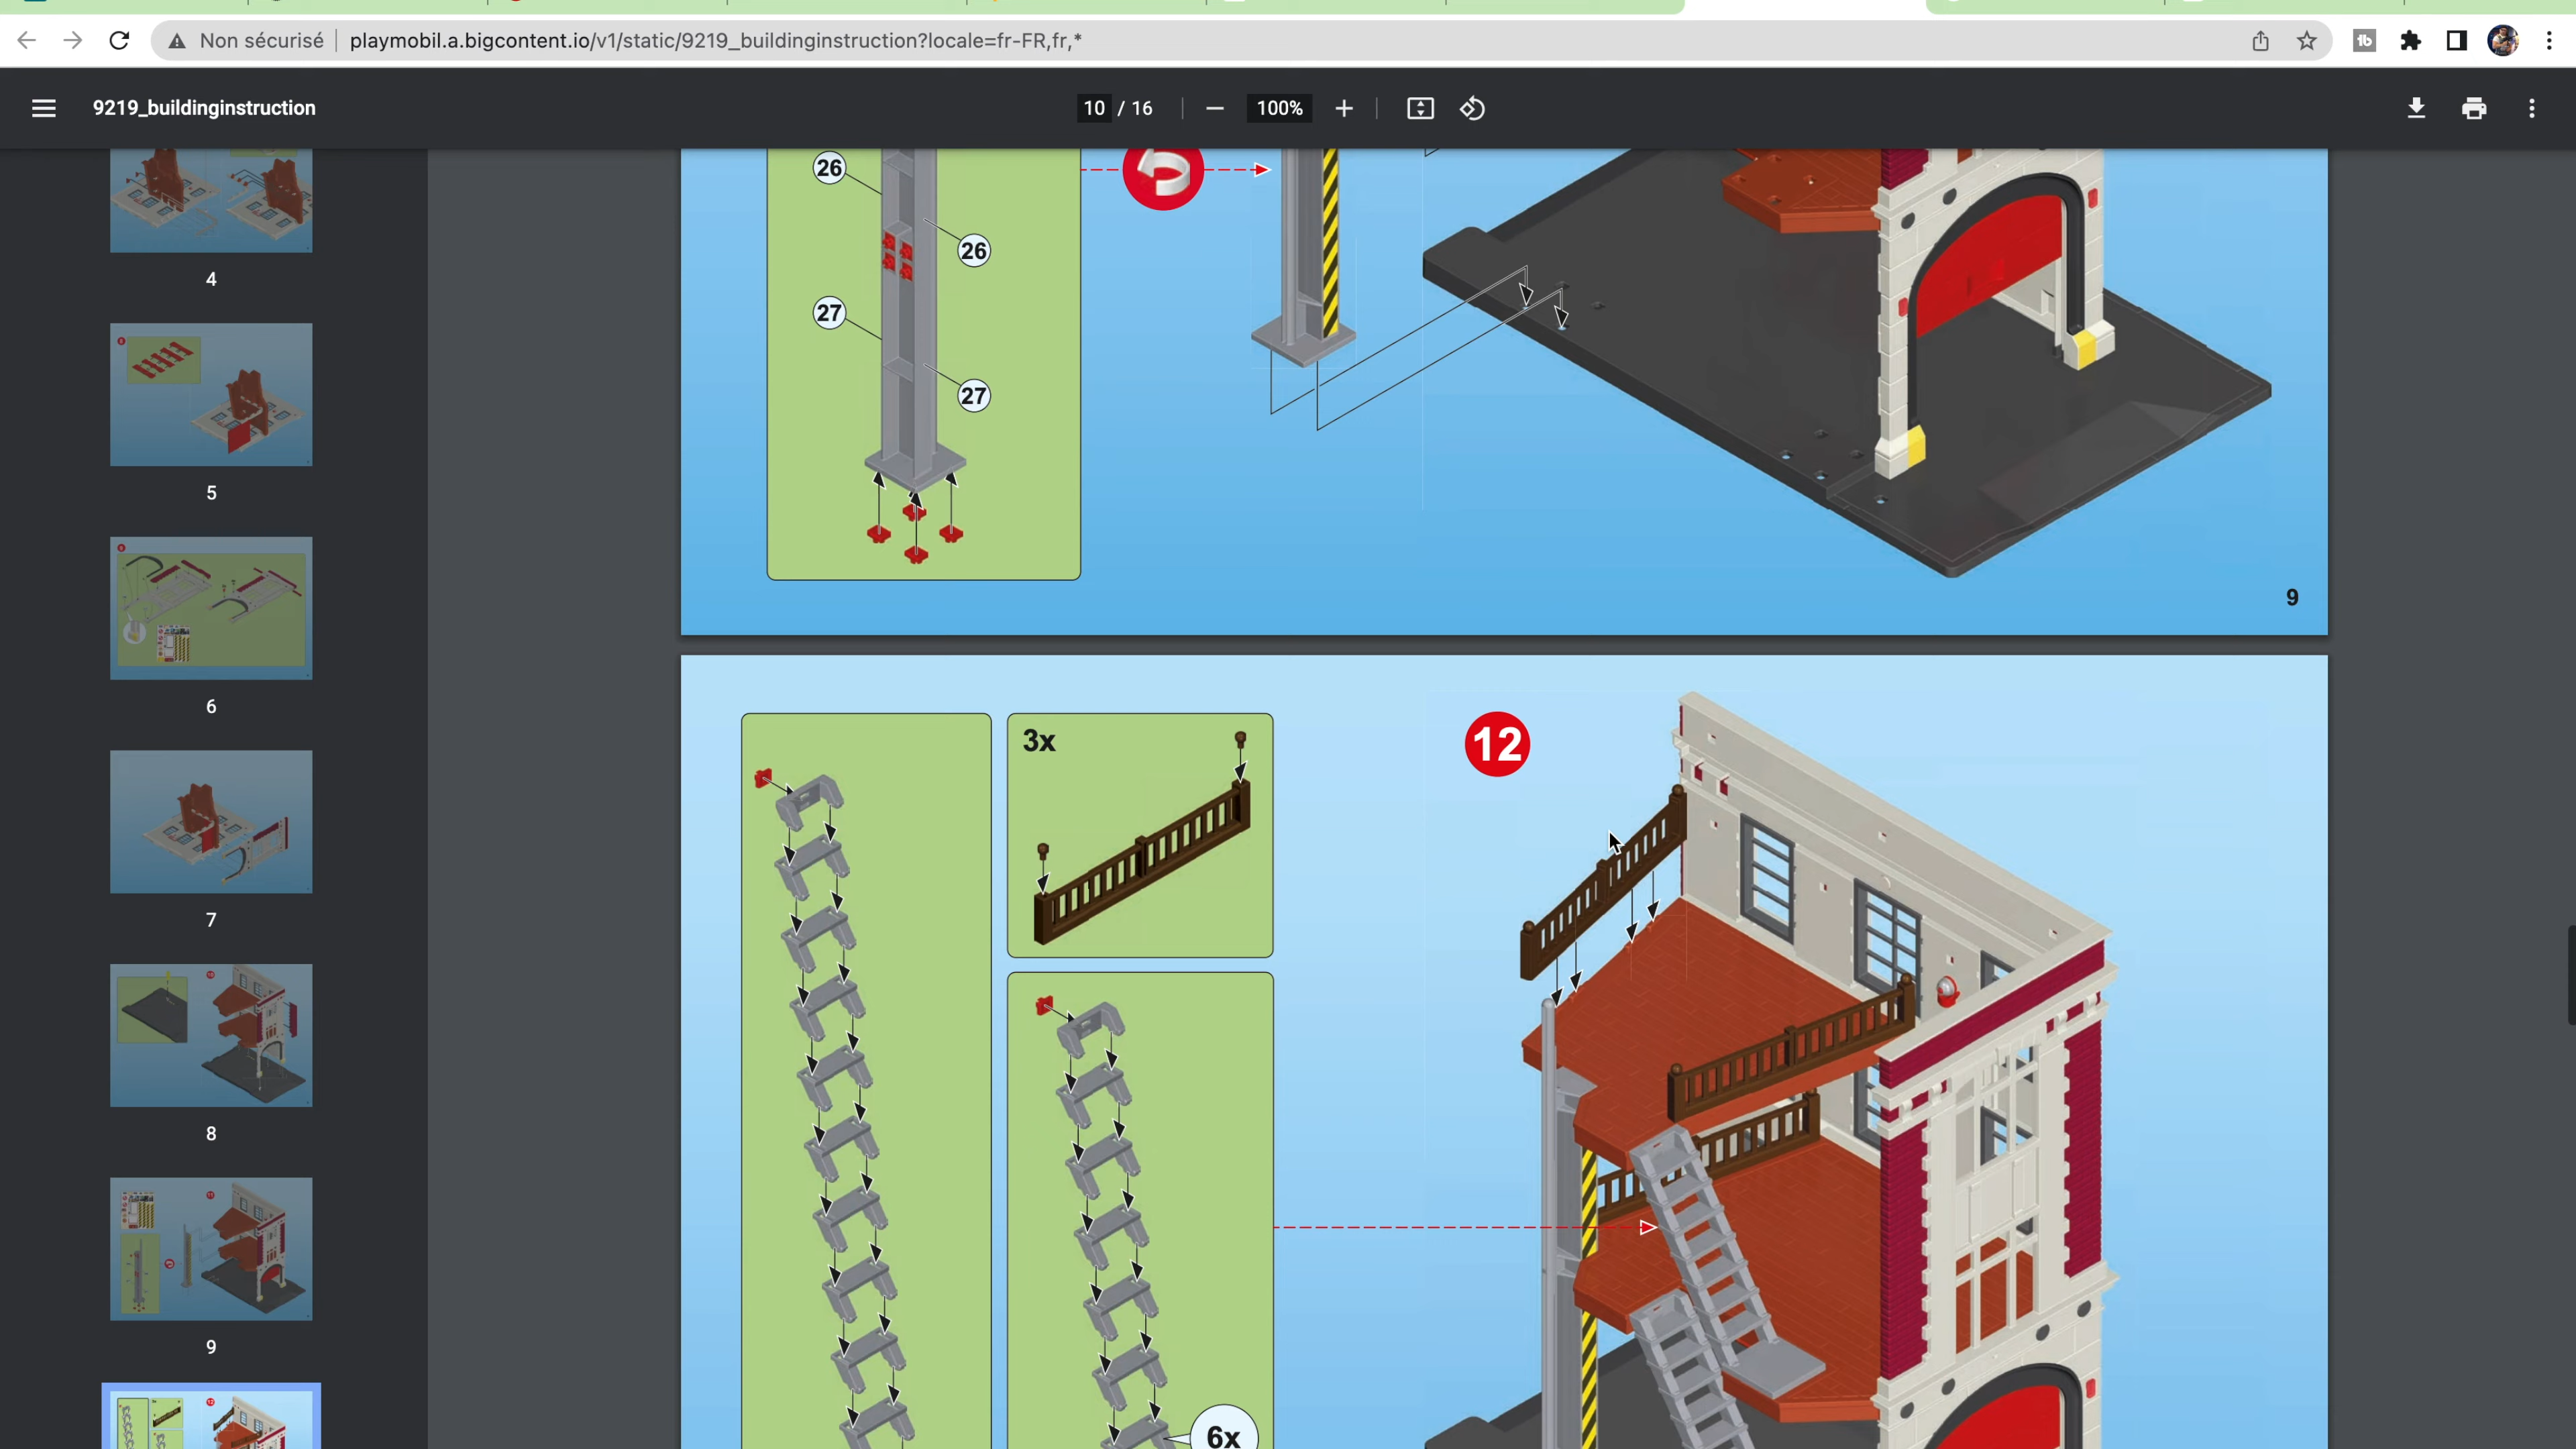 Non sécurisé playmobil.a.bigcontent.io/v1/static/9219_buildinginstruction?locale=fr-FR,fr,*
9219_buildinginstruction
10 / 16
100%
4
5
6
7
8
9
26
26
27
27
9
3x
12
6x